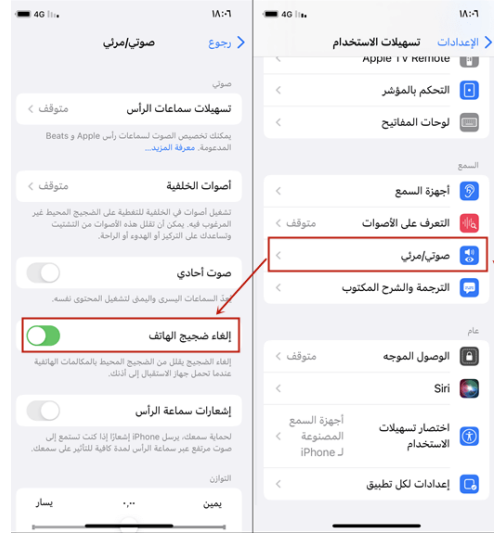 ١٨:٠٦
4G
الإعدادات
تسهيلات الاستخدام
Apple TV Remote
التحكم بالمؤشر
لوحات المفاتيح
السمع
أجهزة السمع
التعرف على الأصوات
متوقف
صوتي/مرئي
الترجمة والشرح المكتوب
عام
الوصول الموجه
متوقف
Siri
اختصار تسهيلات
الاستخدام
أجهزة السمع
المصنوعة
لـ iPhone
إعدادات لكل تطبيق
١٨:٠٦
4G
رجوع
صوتي/مرئي
صوتي
تسهيلات سماعات الرأس
متوقف
يمكنك تخصيص الصوت لسماعات رأس Apple و Beats
المدعومة. معرفة المزيد...
أصوات الخلفية
متوقف
تشغيل أصوات في الخلفية للتغطية على الضجيج المحيط غير
المرغوب فيه. يمكن أن تقلل هذه الأصوات من التشتيت
وتساعدك على التركيز أو الهدوء أو الراحة.
صوت أحادي
بعدّ السماعات اليسرى واليمنى لتشغيل المحتوى نفسه.
إلغاء ضجيج الهاتف
إلغاء الضجيج يقلل من الضجيج المحيط بالمكالمات الهاتفية
عندما تحمل جهاز الاستقبال إلى أذنك.
إشعارات سماعة الرأس
لحماية سمعك، يرسل iPhone إشعارًا إذا كنت تستمع إلى
صوت مرتفع عبر سماعة الرأس لمدة كافية للتأثير على سمعك.
التوازن
يمين
٠,٠٠
يسار